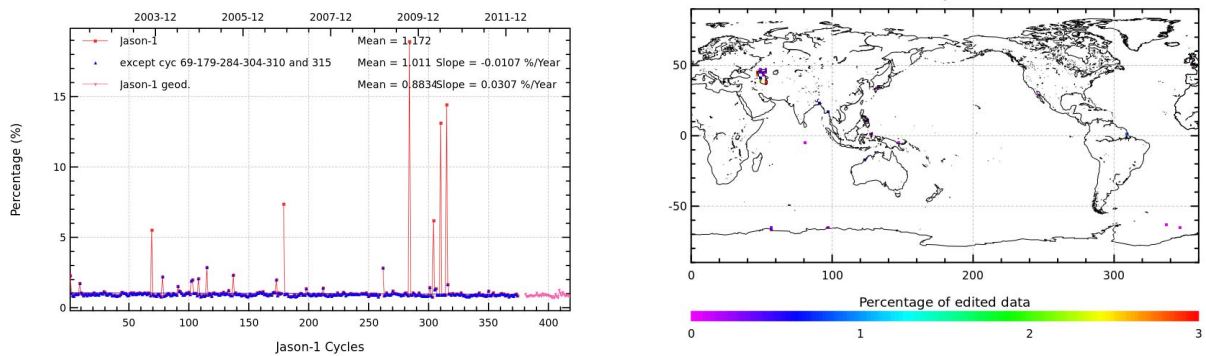 2003-12 2005-12 2007-12 2009-12 2011-12
Jason-1 Mean = 1.172
except cyc 69-179-284-304-310 and 315 Mean = 1.011 Slope = -0.0107 %/Year
Jason-1 geod. Mean = 0.8834Slope = 0.0307 %/Year
15
10
5
0
Percentage (%)
50 100 150 200 250 300 350 400
Jason-1 Cycles
50
0
-50
0 100 200 300
Percentage of edited data
0 1 2 3